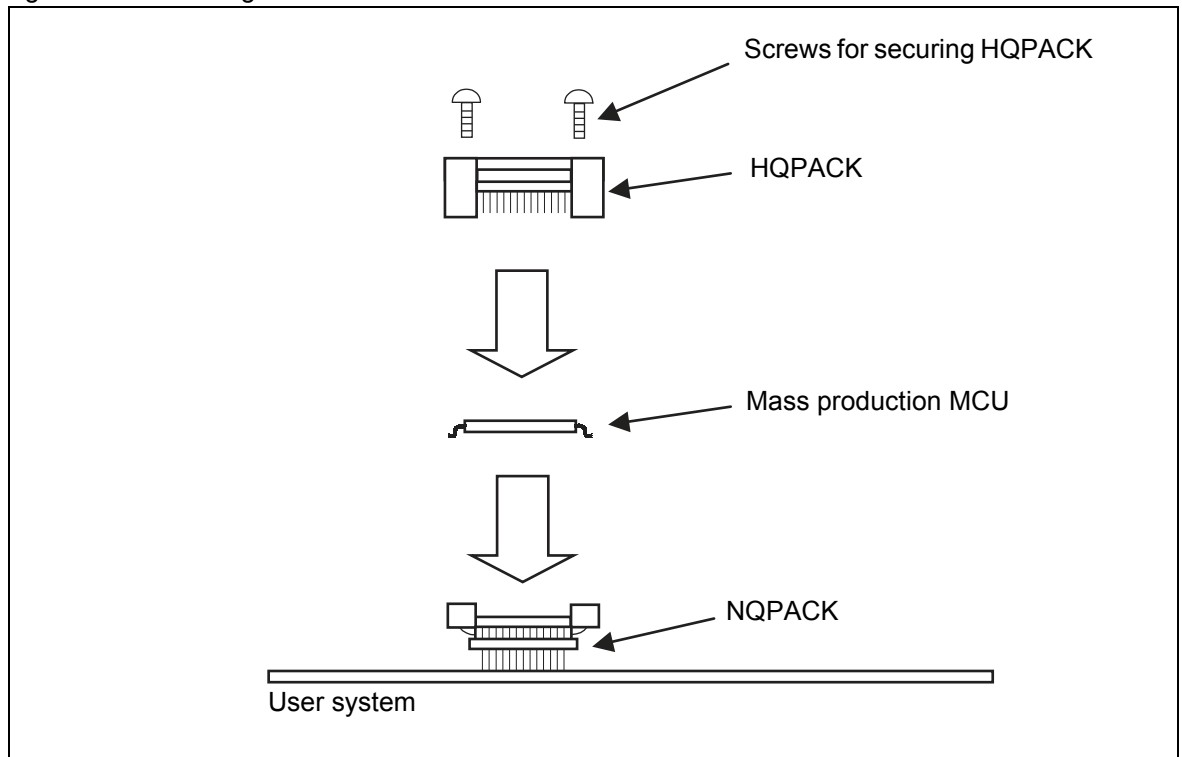 Screws for securing HQPACK
HQPACK
Mass production MCU
NQPACK
User system